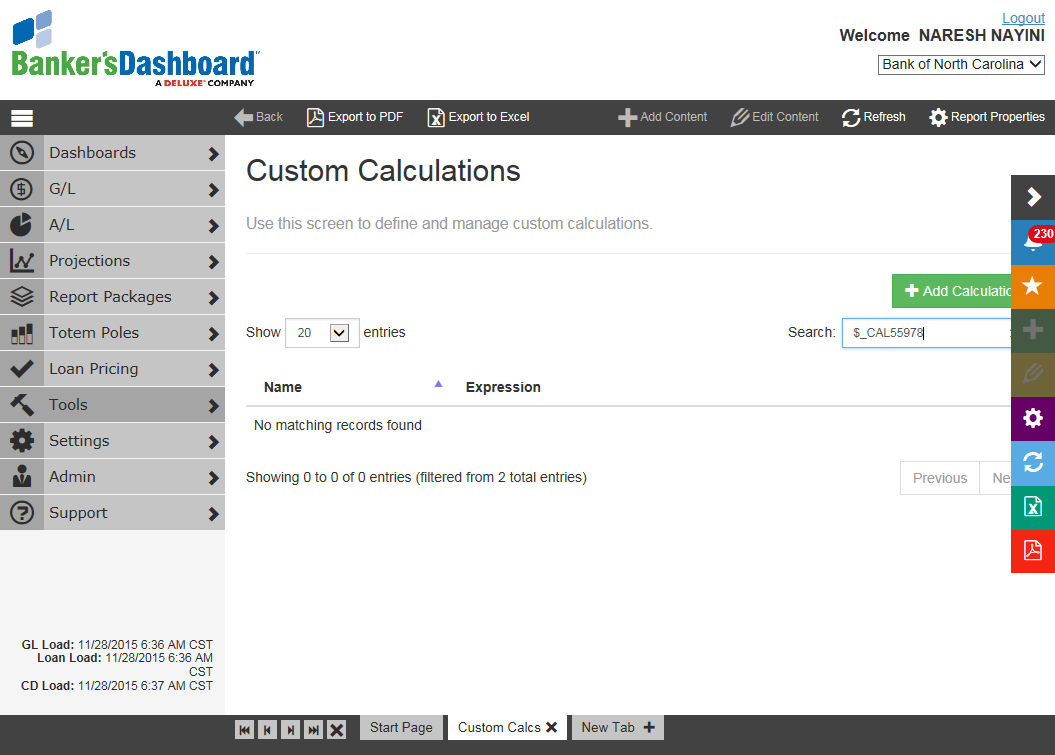 Logout
Welcome NARESH NAYINI
Banker'sDashboard
A DELUXE COMPANY
Bank of North Carolina
Back
Export to PDF
Export to Excel
Add Content
Edit Content
Refresh
Report Properties
Dashboards
G/L
A/L
Projections
Report Packages
Totem Poles
Loan Pricing
Tools
Settings
Admin
Support
GL Load: 11/28/2015 6:36 AM CST
Loan Load: 11/28/2015 6:36 AM
CST
CD Load: 11/28/2015 6:37 AM CST
Custom Calculations
Use this screen to define and manage custom calculations.
230
Add Calculatio
Show 20 entries
Search: $_CAL55978
Name Expression
No matching records found
Showing 0 to 0 of 0 entries (filtered from 2 total entries)
Previous Ne
Start Page
Custom Calcs
New Tab